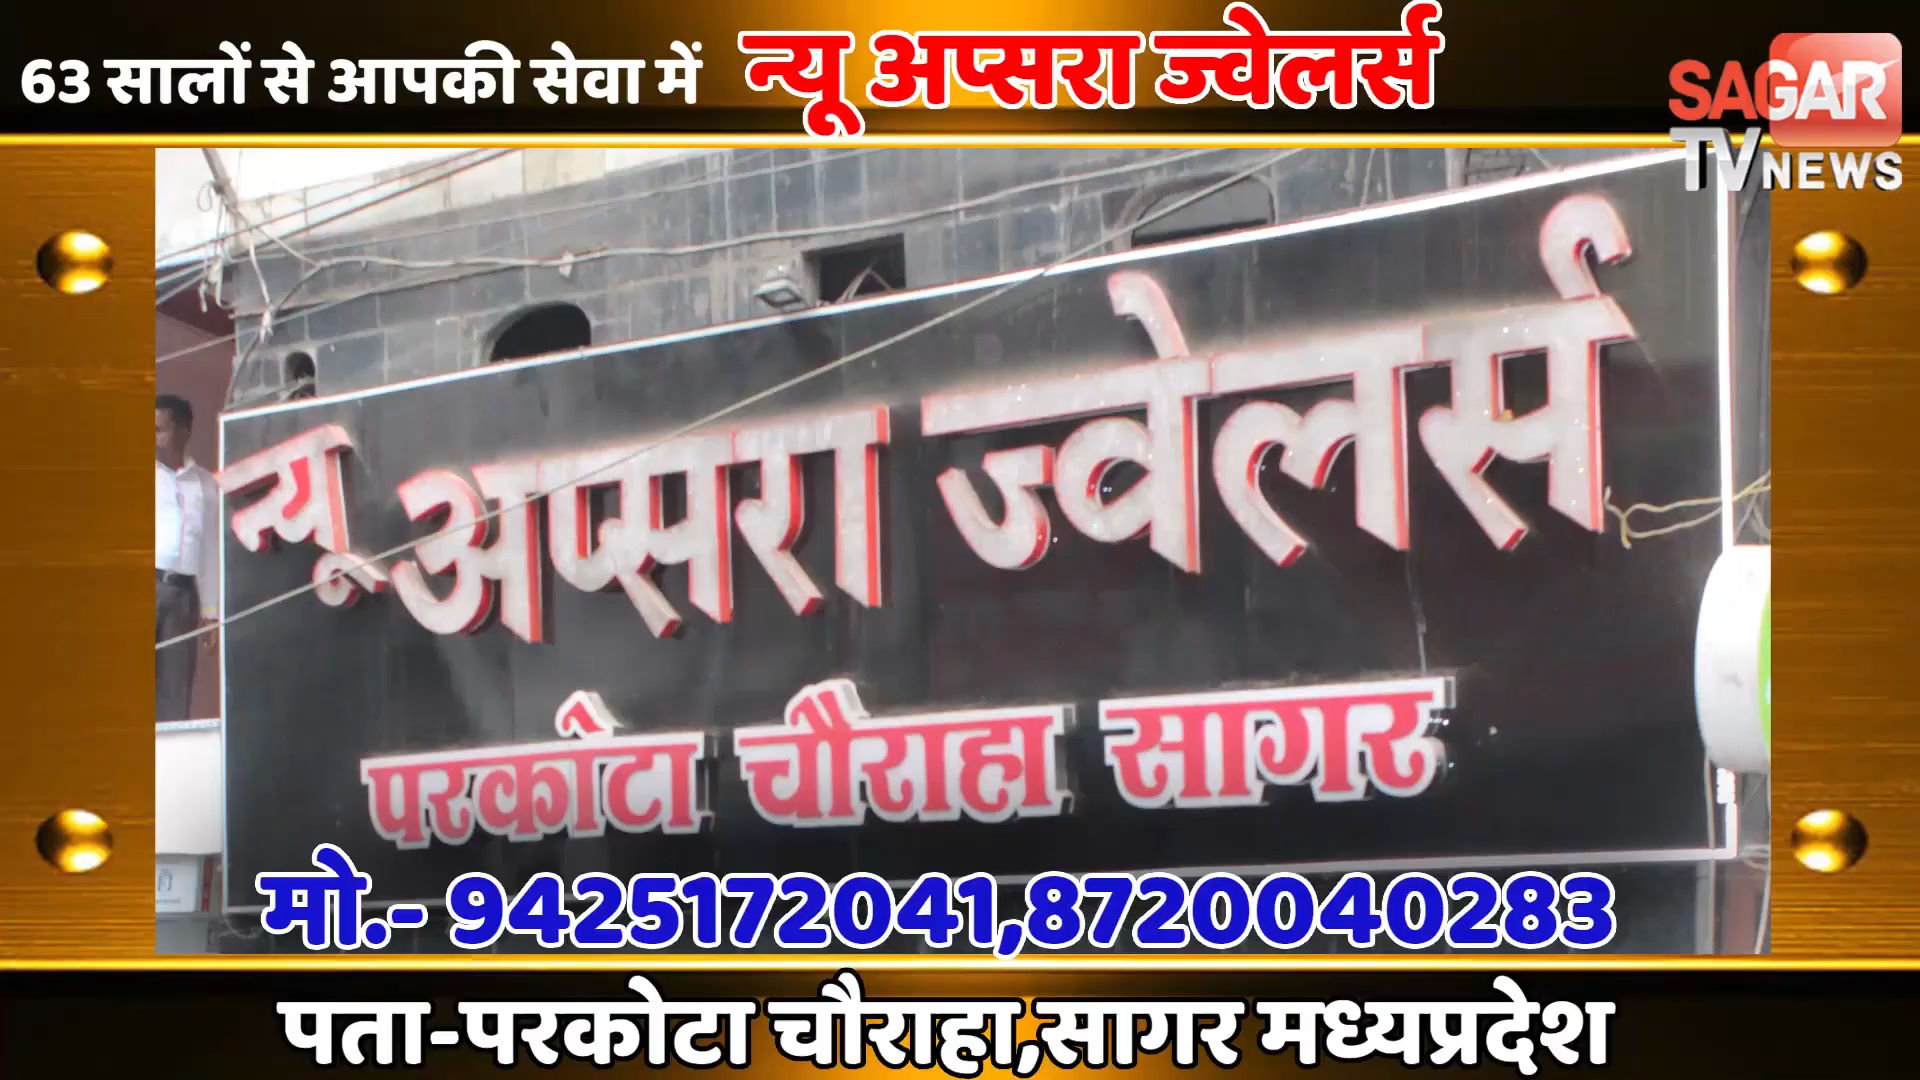 63 सालों से आपकी सेवा में न्यू अप्सरा ज्वेलर्स
SAGAR
TV NEWS
न्यू अप्सरा ज्वेलर्स
परकोटा चौराहा सागर
मो.- 9425172041,8720040283
पता-परकोटा चौराहा,सागर मध्यप्रदेश